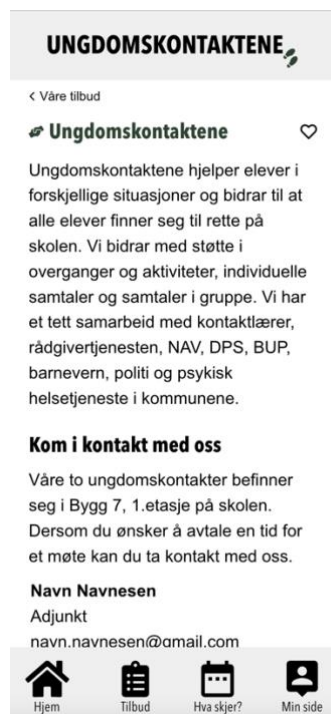 UNGDOMSKONTAKTENE
< Våre tilbud
Ungdomskontaktene
Ungdomskontaktene hjelper elever i
forskjellige situasjoner og bidrar til at
alle elever finner seg til rette på
skolen. Vi bidrar med støtte i
overganger og aktiviteter, individuelle
samtaler og samtaler i gruppe. Vi har
et tett samarbeid med kontaktlærer,
rådgivertjenesten, NAV, DPS, BUP,
barnevern, politi og psykisk
helsetjeneste i kommunene.
Kom i kontakt med oss
Våre to ungdomskontakter befinner
seg i Bygg 7, 1.etasje på skolen.
Dersom du ønsker å avtale en tid for
et møte kan du ta kontakt med oss.
Navn Navnesen
Adjunkt
navn.navnesen@gmail.com
Hjem Tilbud Hva skjer? Min side